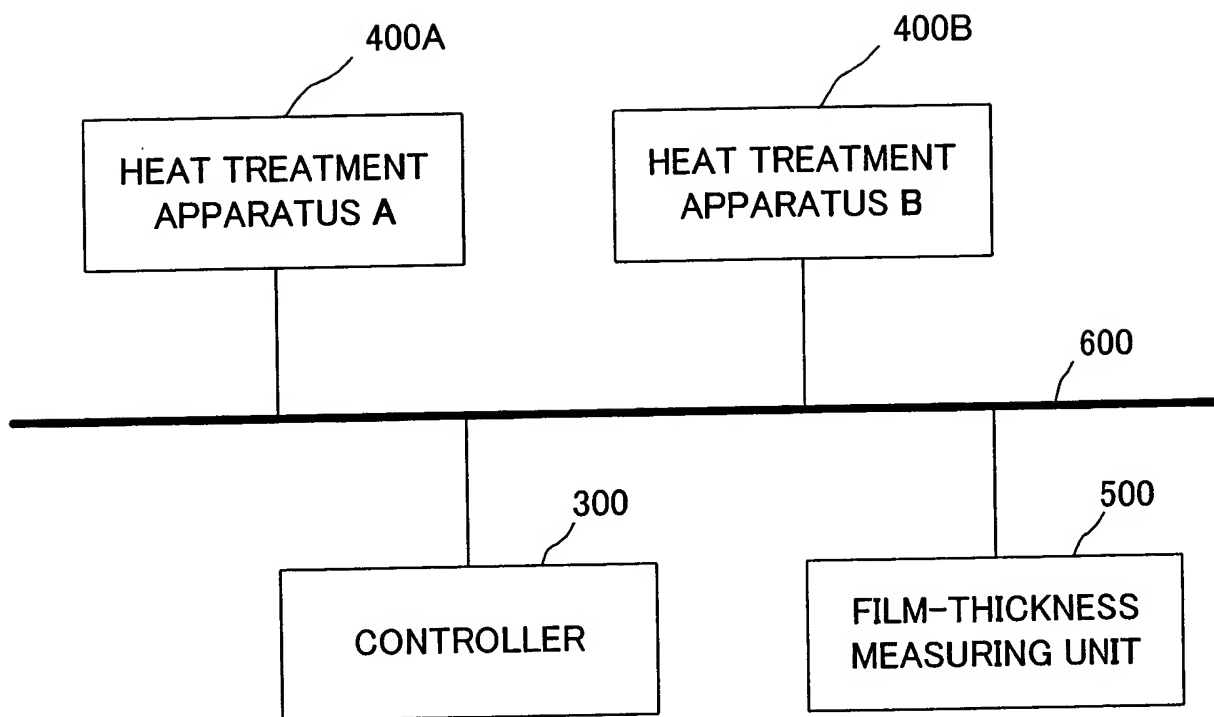 400A
400B
HEAT TREATMENT
APPARATUS A
HEAT TREATMENT
APPARATUS B
600
300
500
CONTROLLER
FILM-THICKNESS
MEASURING UNIT